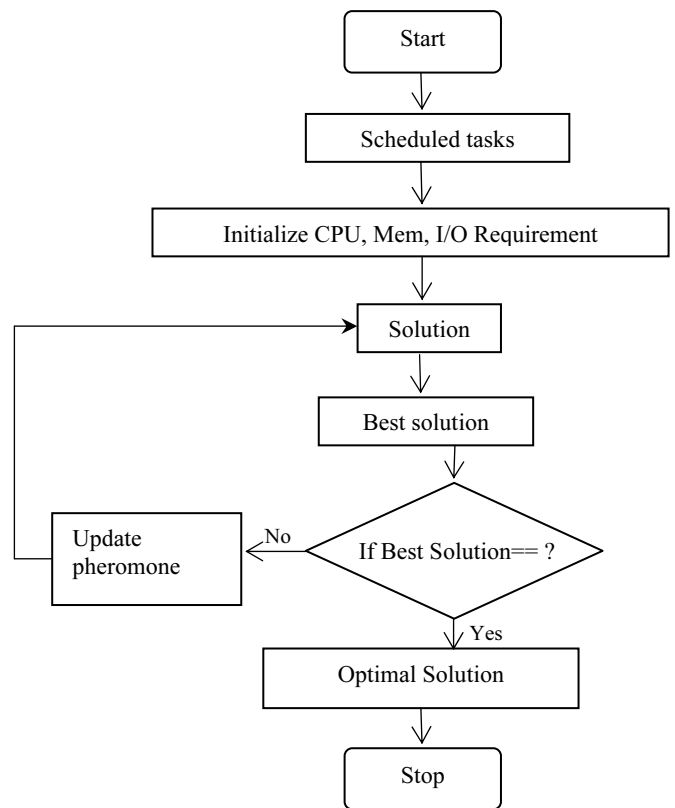 Start
Scheduled tasks
Initialize CPU, Mem, I/O Requirement
Solution
Best solution
Update
pheromone
No
If Best Solution== ?
Yes
Optimal Solution
Stop